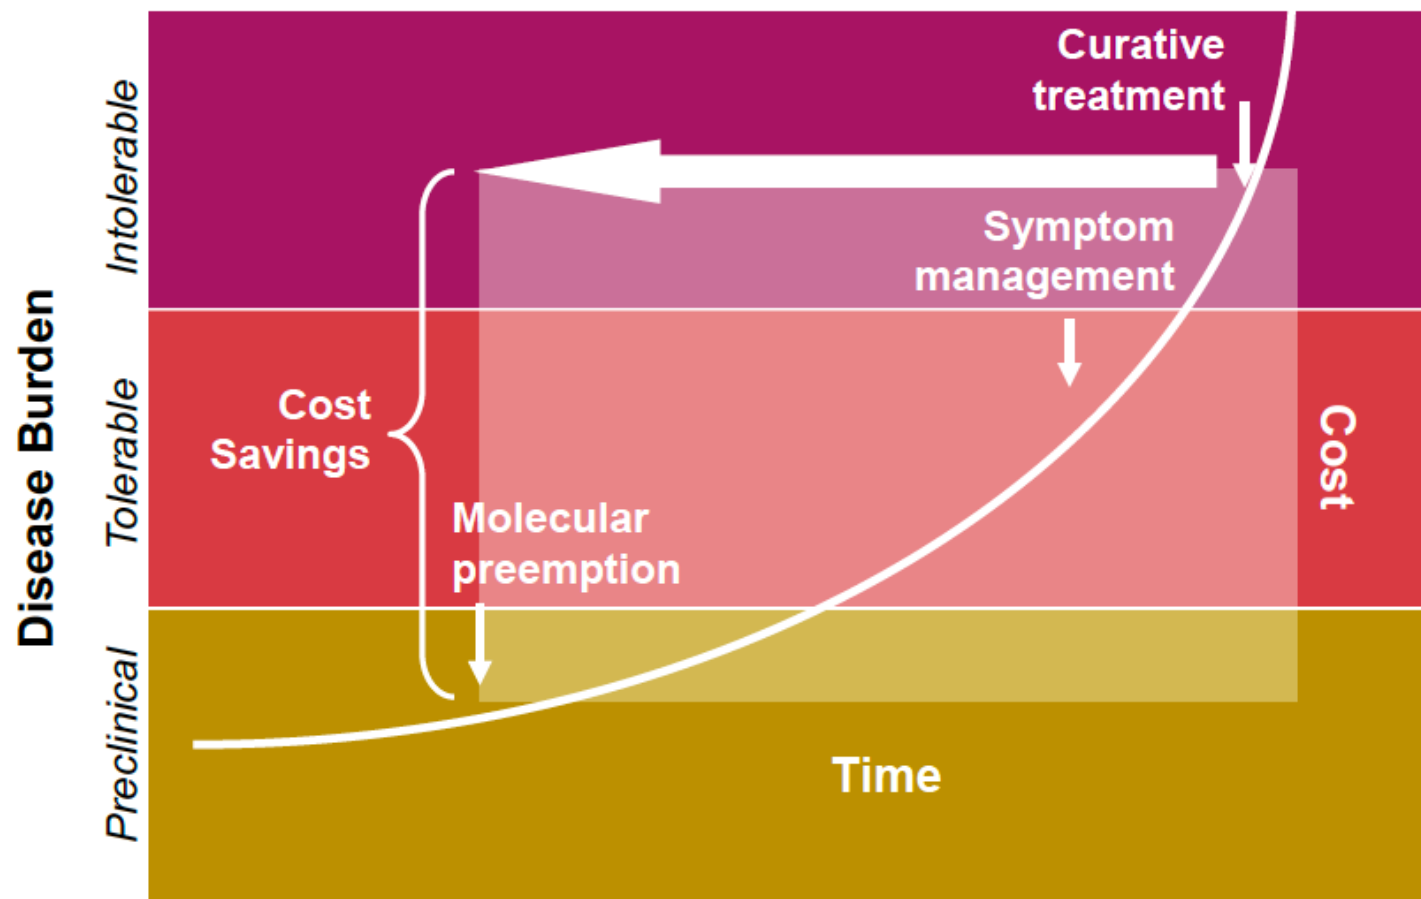 Disease Burden
Intolerable
Tolerable
Preclinical
Curative
treatment
Symptom
management
Cost
Savings
Molecular
preemption
Cost
Time